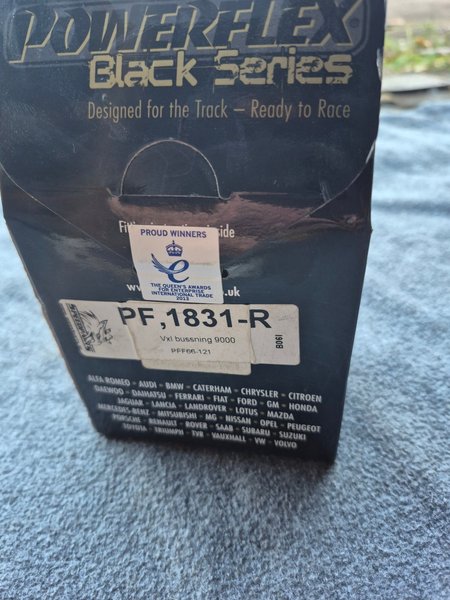 POWERFLEX
Black Series
Designed for the Track – Ready to Race
PROUD WINNERS
THE QUEEN'S AWARDS
FOR ENTERPRISE
INTERNATIONAL TRADE
2013
.uk
PF,1831-R
Vxl bussning 9000
PFF66-121
B061
ALFA ROMEO - AUDI - BMW - CATERHAM - CHRYSLER - CITROEN
DAEWOO - DAIHATSU - FERRARI - FIAT - FORD - GM - HONDA
JAGUAR - LANCIA - LANDROVER - LOTUS - MAZDA
MERCEDES-BENZ - MITSUBISHI - MG - NISSAN - OPEL - PEUGEOT
PORSCHE - RENAULT - ROVER - SAAB - SUBARU - SUZUKI
TOYOTA - TRIUMPH - TVR - VAUXHALL - VW - VOLVO